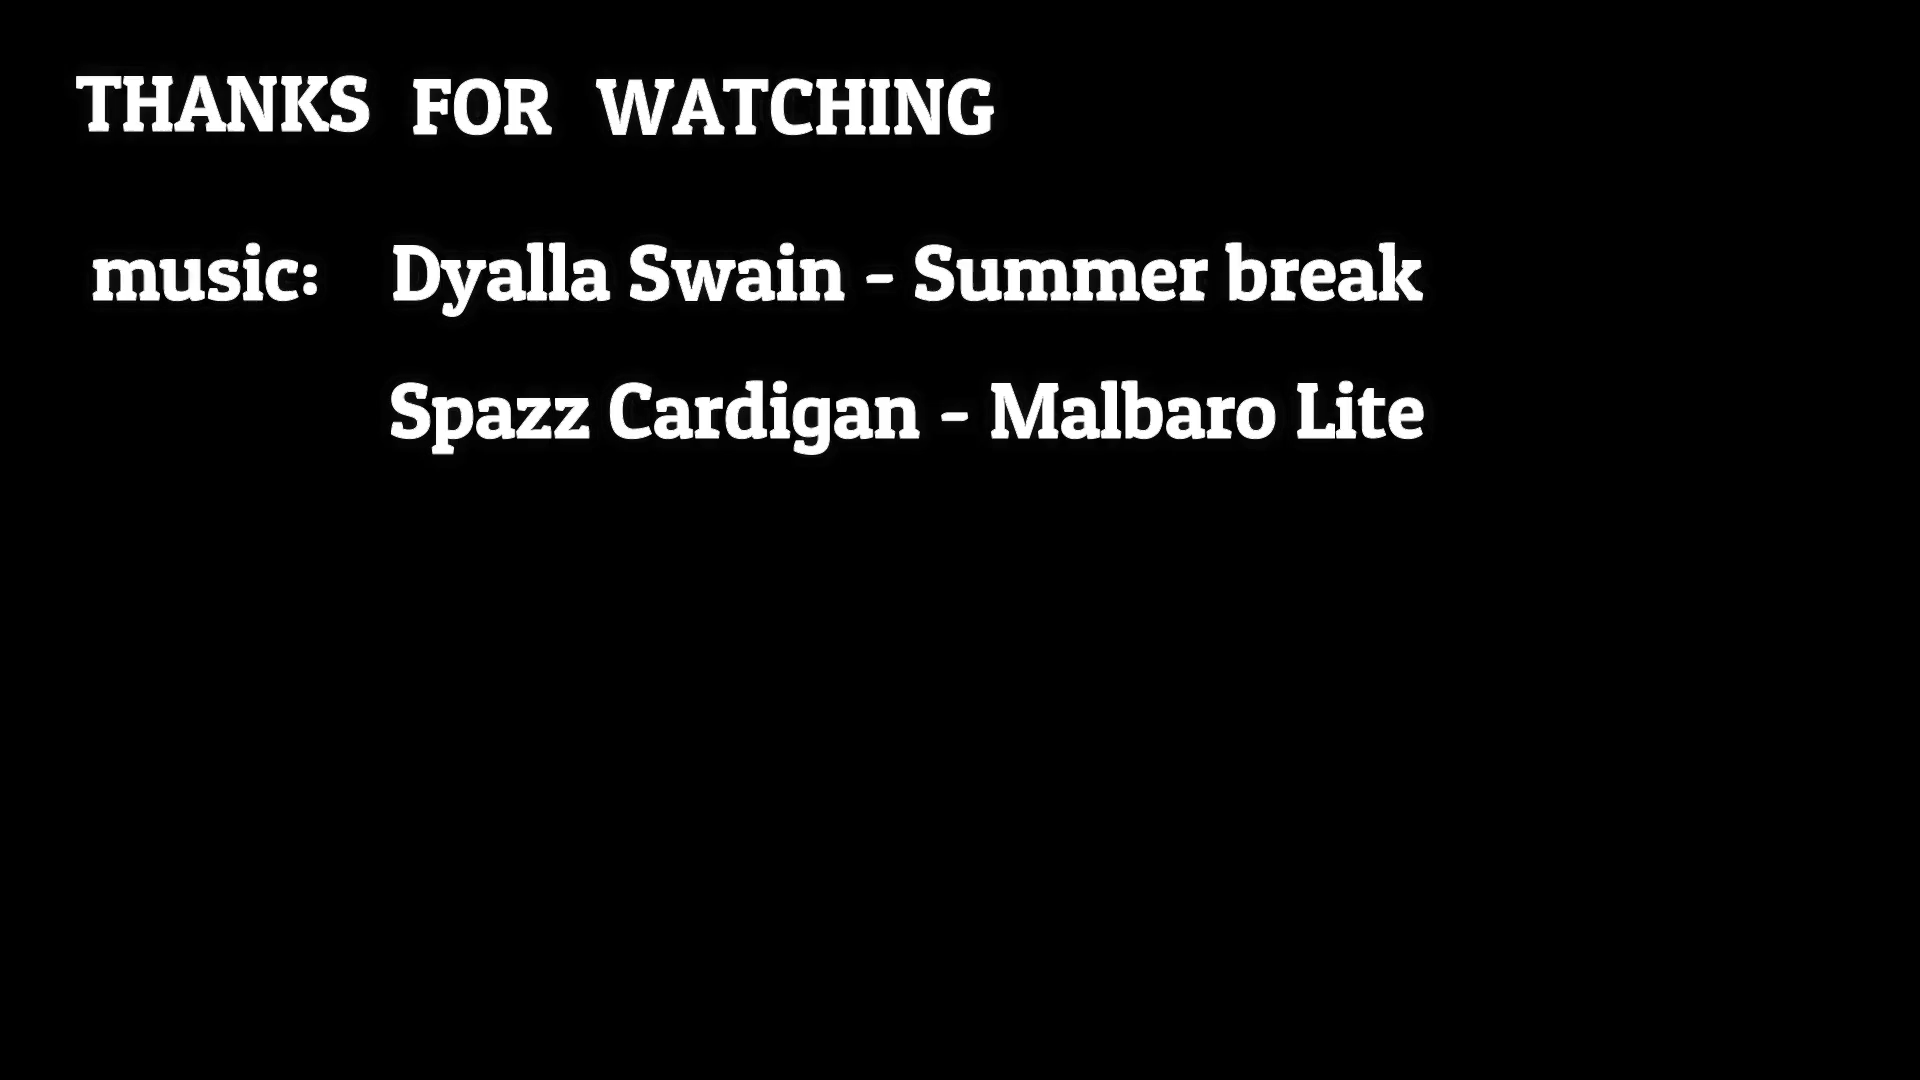 THANKS FOR WATCHING
music: Dyalla Swain - Summer break
Spazz Cardigan - Malbaro Lite